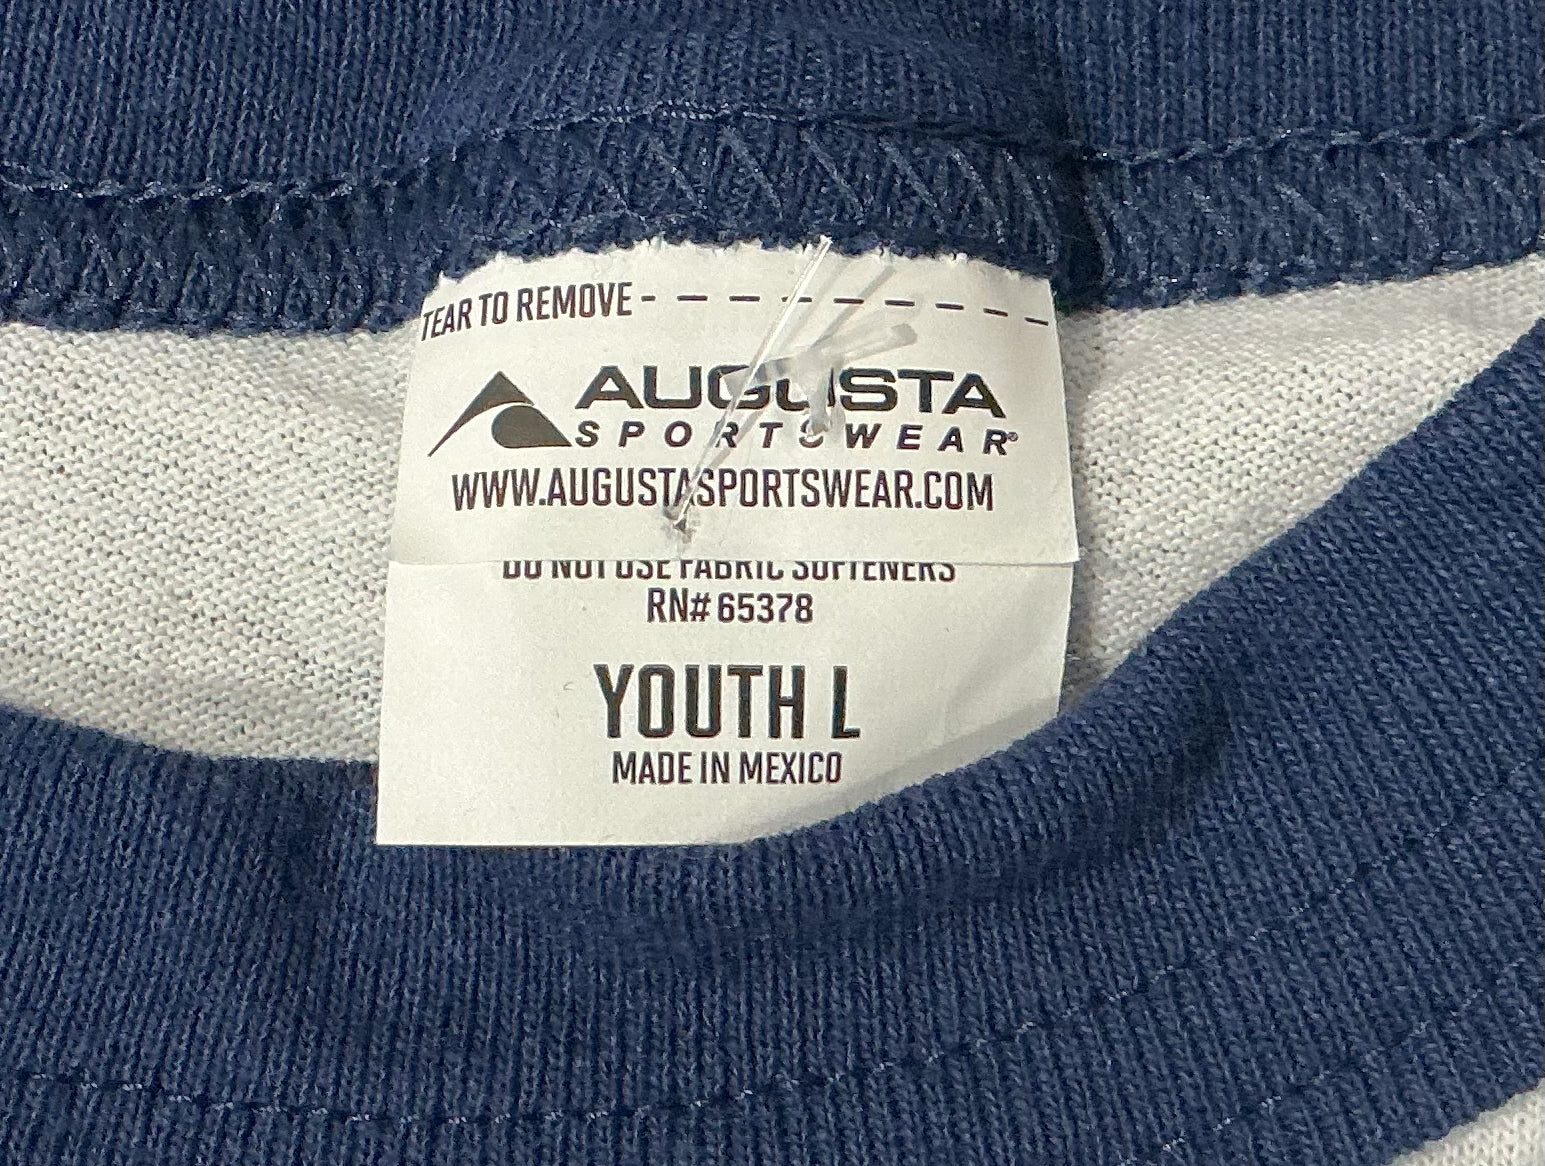 TEAR TO REMOVE
AUGUSTA
SPORTSWEAR®
WWW.AUGUSTASPORTSWEAR.COM
DO NOT USE FABRIC SOFTENERS
RN# 65378
YOUTH L
MADE IN MEXICO